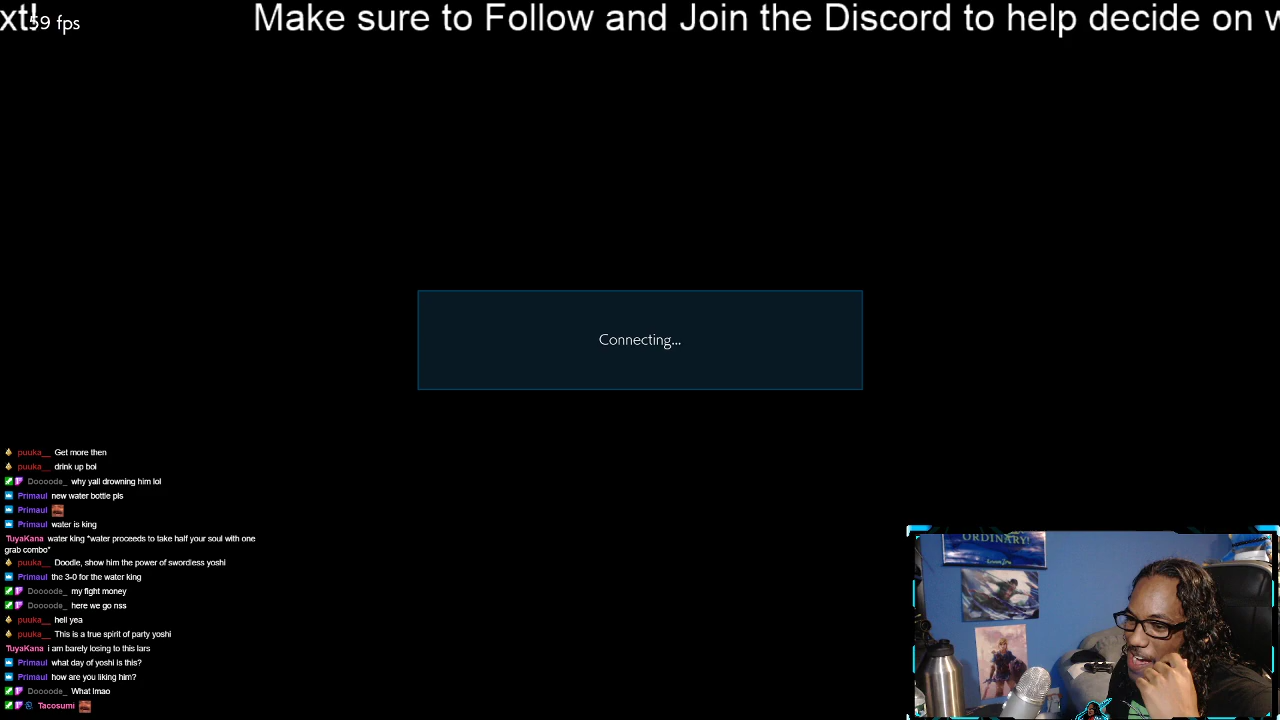 xt!
59 fps
Make sure to Follow and Join the Discord to help decide on w
Connecting...
puuka__ Get more then
puuka__ drink up boi
Doooode_ why yall drowning him lol
Primaul new water bottle pls
Primaul
Primaul water is king
TuyaKana water king *water proceeds to take half your soul with one
grab combo*
puuka__ Doodle, show him the power of swordless yoshi
Primaul the 3-0 for the water king
Doooode_ my fight money
Doooode_ here we go nss
puuka__ hell yea
puuka__ This is a true spirit of party yoshi
TuyaKana i am barely losing to this lars
Primaul what day of yoshi is this?
Primaul how are you liking him?
Doooode_ What lmao
Tacosumi
ORDINARY!